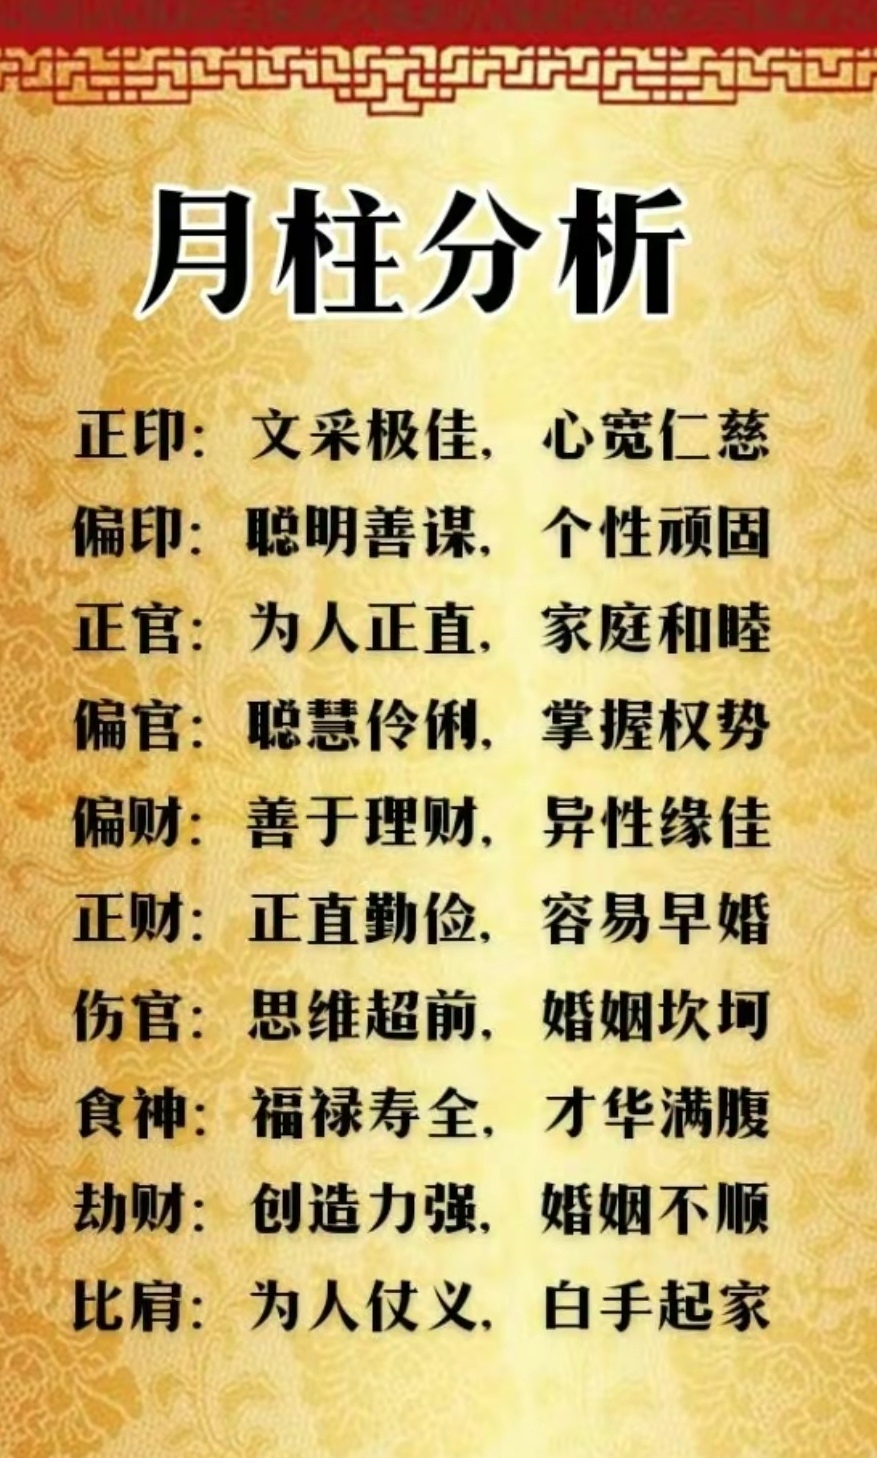 月柱分析
正印：文采极佳，心宽仁慈
偏印：聪明善谋，个性顽固
正官：为人正直，家庭和睦
偏官：聪慧伶俐，掌握权势
偏财：善于理财，异性缘佳
正财：正直勤俭，容易早婚
伤官：思维超前，婚姻坎坷
食神：福禄寿全，才华满腹
劫财：创造力强，婚姻不顺
比肩：为人仗义，白手起家